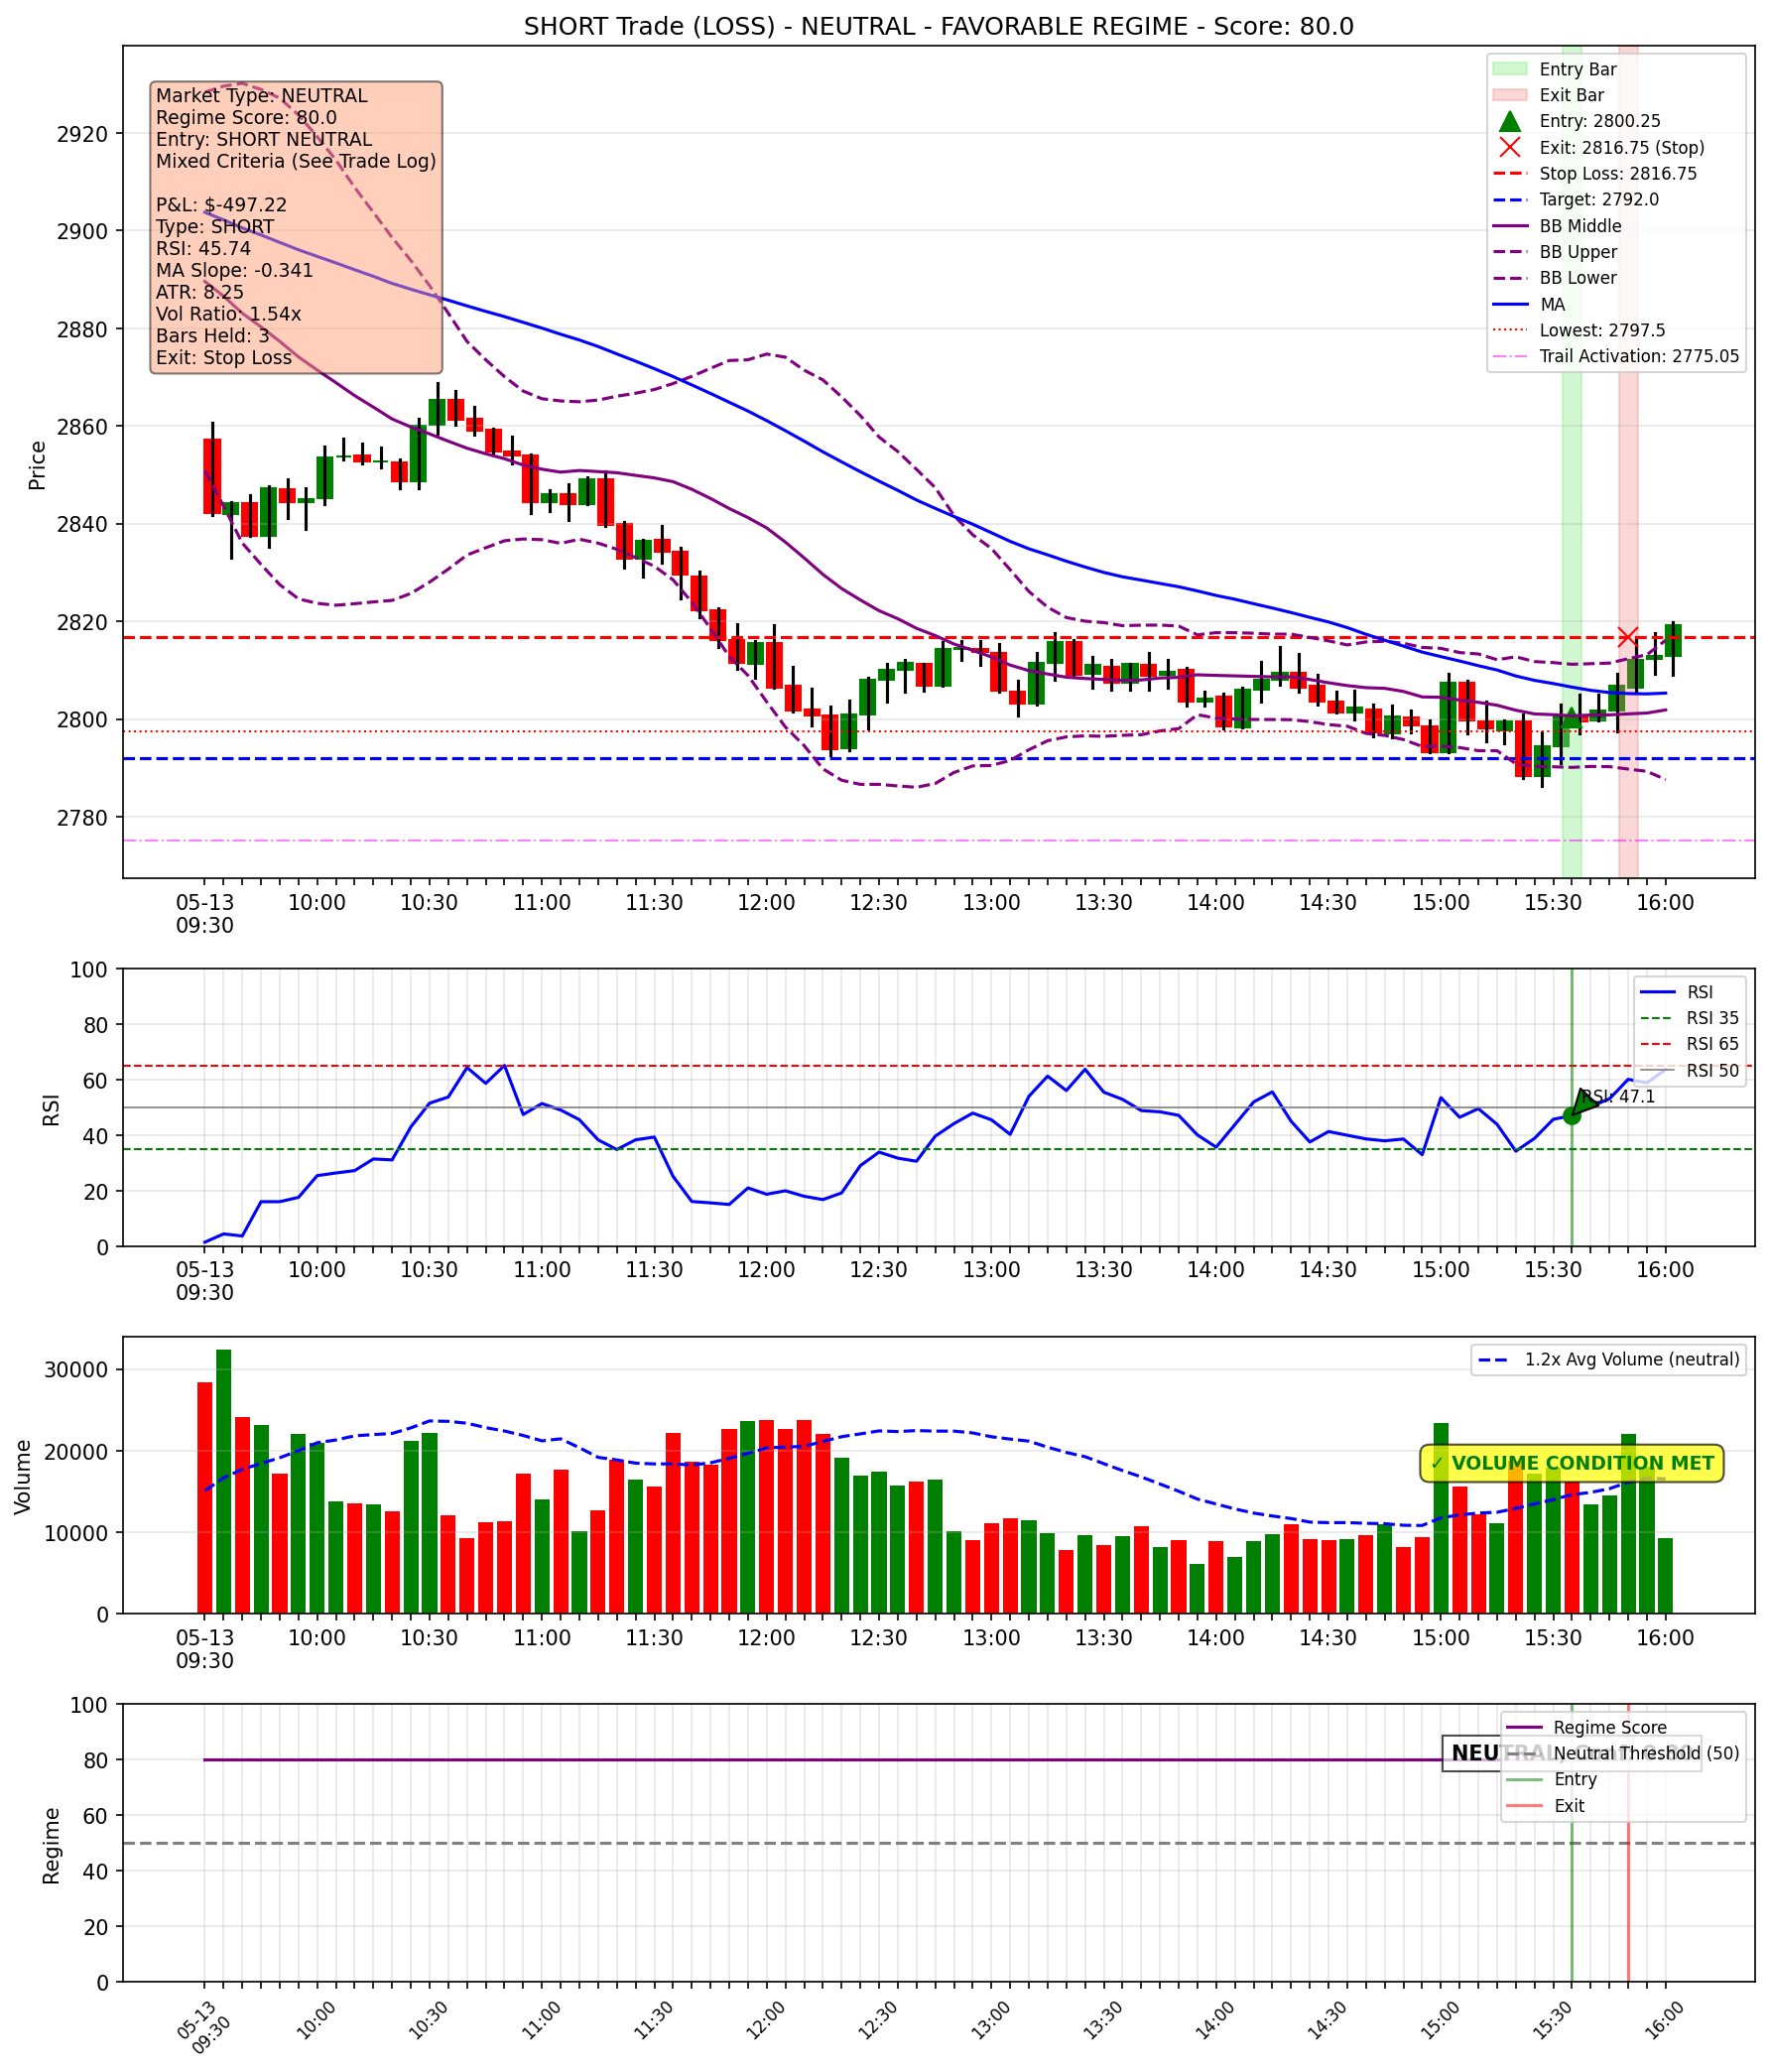 SHORT Trade (LOSS) - NEUTRAL - FAVORABLE REGIME - Score: 80.0
Market Type: NEUTRAL
Regime Score: 80.0
Entry: SHORT NEUTRAL
Mixed Criteria (See Trade Log)
P&L: $-497.22
Type: SHORT
RSI: 45.74
MA Slope: -0.341
ATR: 8.25
Vol Ratio: 1.54x
Bars Held: 3
Exit: Stop Loss
Entry Bar
Exit Bar
Entry: 2800.25
Exit: 2816.75 (Stop)
Stop Loss: 2816.75
Target: 2792.0
BB Middle
BB Upper
BB Lower
MA
Lowest: 2797.5
Trail Activation: 2775.05
Price
2920
2900
2880
2860
2840
2820
2800
2780
05-13
09:30
10:00
10:30
11:00
11:30
12:00
12:30
13:00
13:30
14:00
14:30
15:00
15:30
16:00
RSI
100
80
60
40
20
0
RSI
RSI 35
RSI 65
RSI 50
RSI: 47.1
05-13
09:30
10:00
10:30
11:00
11:30
12:00
12:30
13:00
13:30
14:00
14:30
15:00
15:30
16:00
Volume
30000
20000
10000
0
1.2x Avg Volume (neutral)
✓ VOLUME CONDITION MET
05-13
09:30
10:00
10:30
11:00
11:30
12:00
12:30
13:00
13:30
14:00
14:30
15:00
15:30
16:00
Regime
100
80
60
40
20
0
NEUTRAL
Regime Score
Neutral Threshold (50)
Entry
Exit
05-13
09:30
10:00
10:30
11:00
11:30
12:00
12:30
13:00
13:30
14:00
14:30
15:00
15:30
16:00